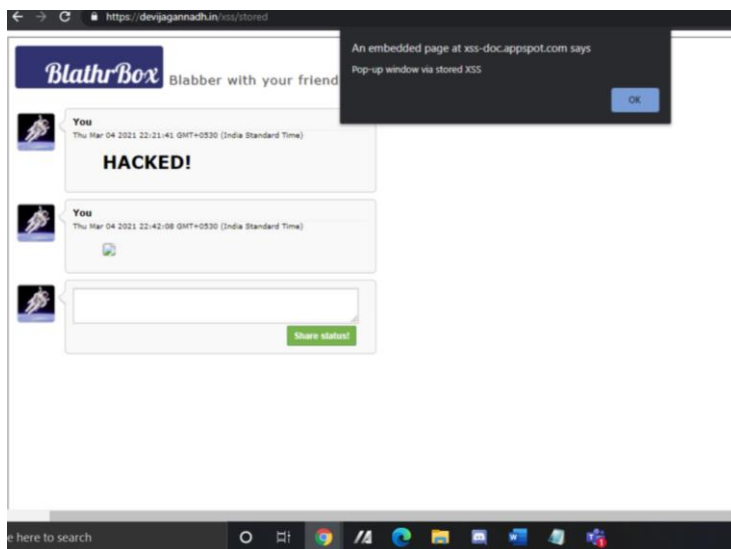 https://devijagannadh.in/xss/stored
An embedded page at xss-doc.appspot.com says
Pop-up window via stored XSS
OK
BlathrBox Blabber with your friend
You
Thu Mar 04 2021 22:21:41 GMT+0530 (India Standard Time)
HACKED!
You
Thu Mar 04 2021 22:42:08 GMT+0530 (India Standard Time)
Share status!
e here to search